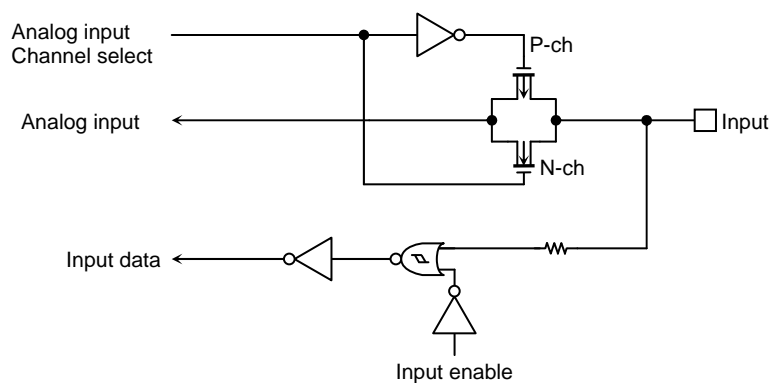 Analog input
Channel select
P-ch
Analog input
Input
N-ch
Input data
Input enable